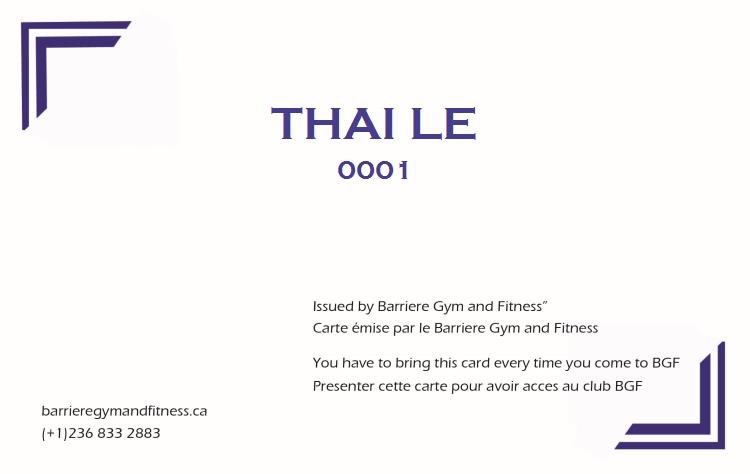 THAI LE
0001
Issued by Barriere Gym and Fitness”
Carte émise par le Barriere Gym and Fitness
You have to bring this card every time you come to BGF
Presenter cette carte pour avoir acces au club BGF
barrieregymandfitness.ca
(+1)236 833 2883